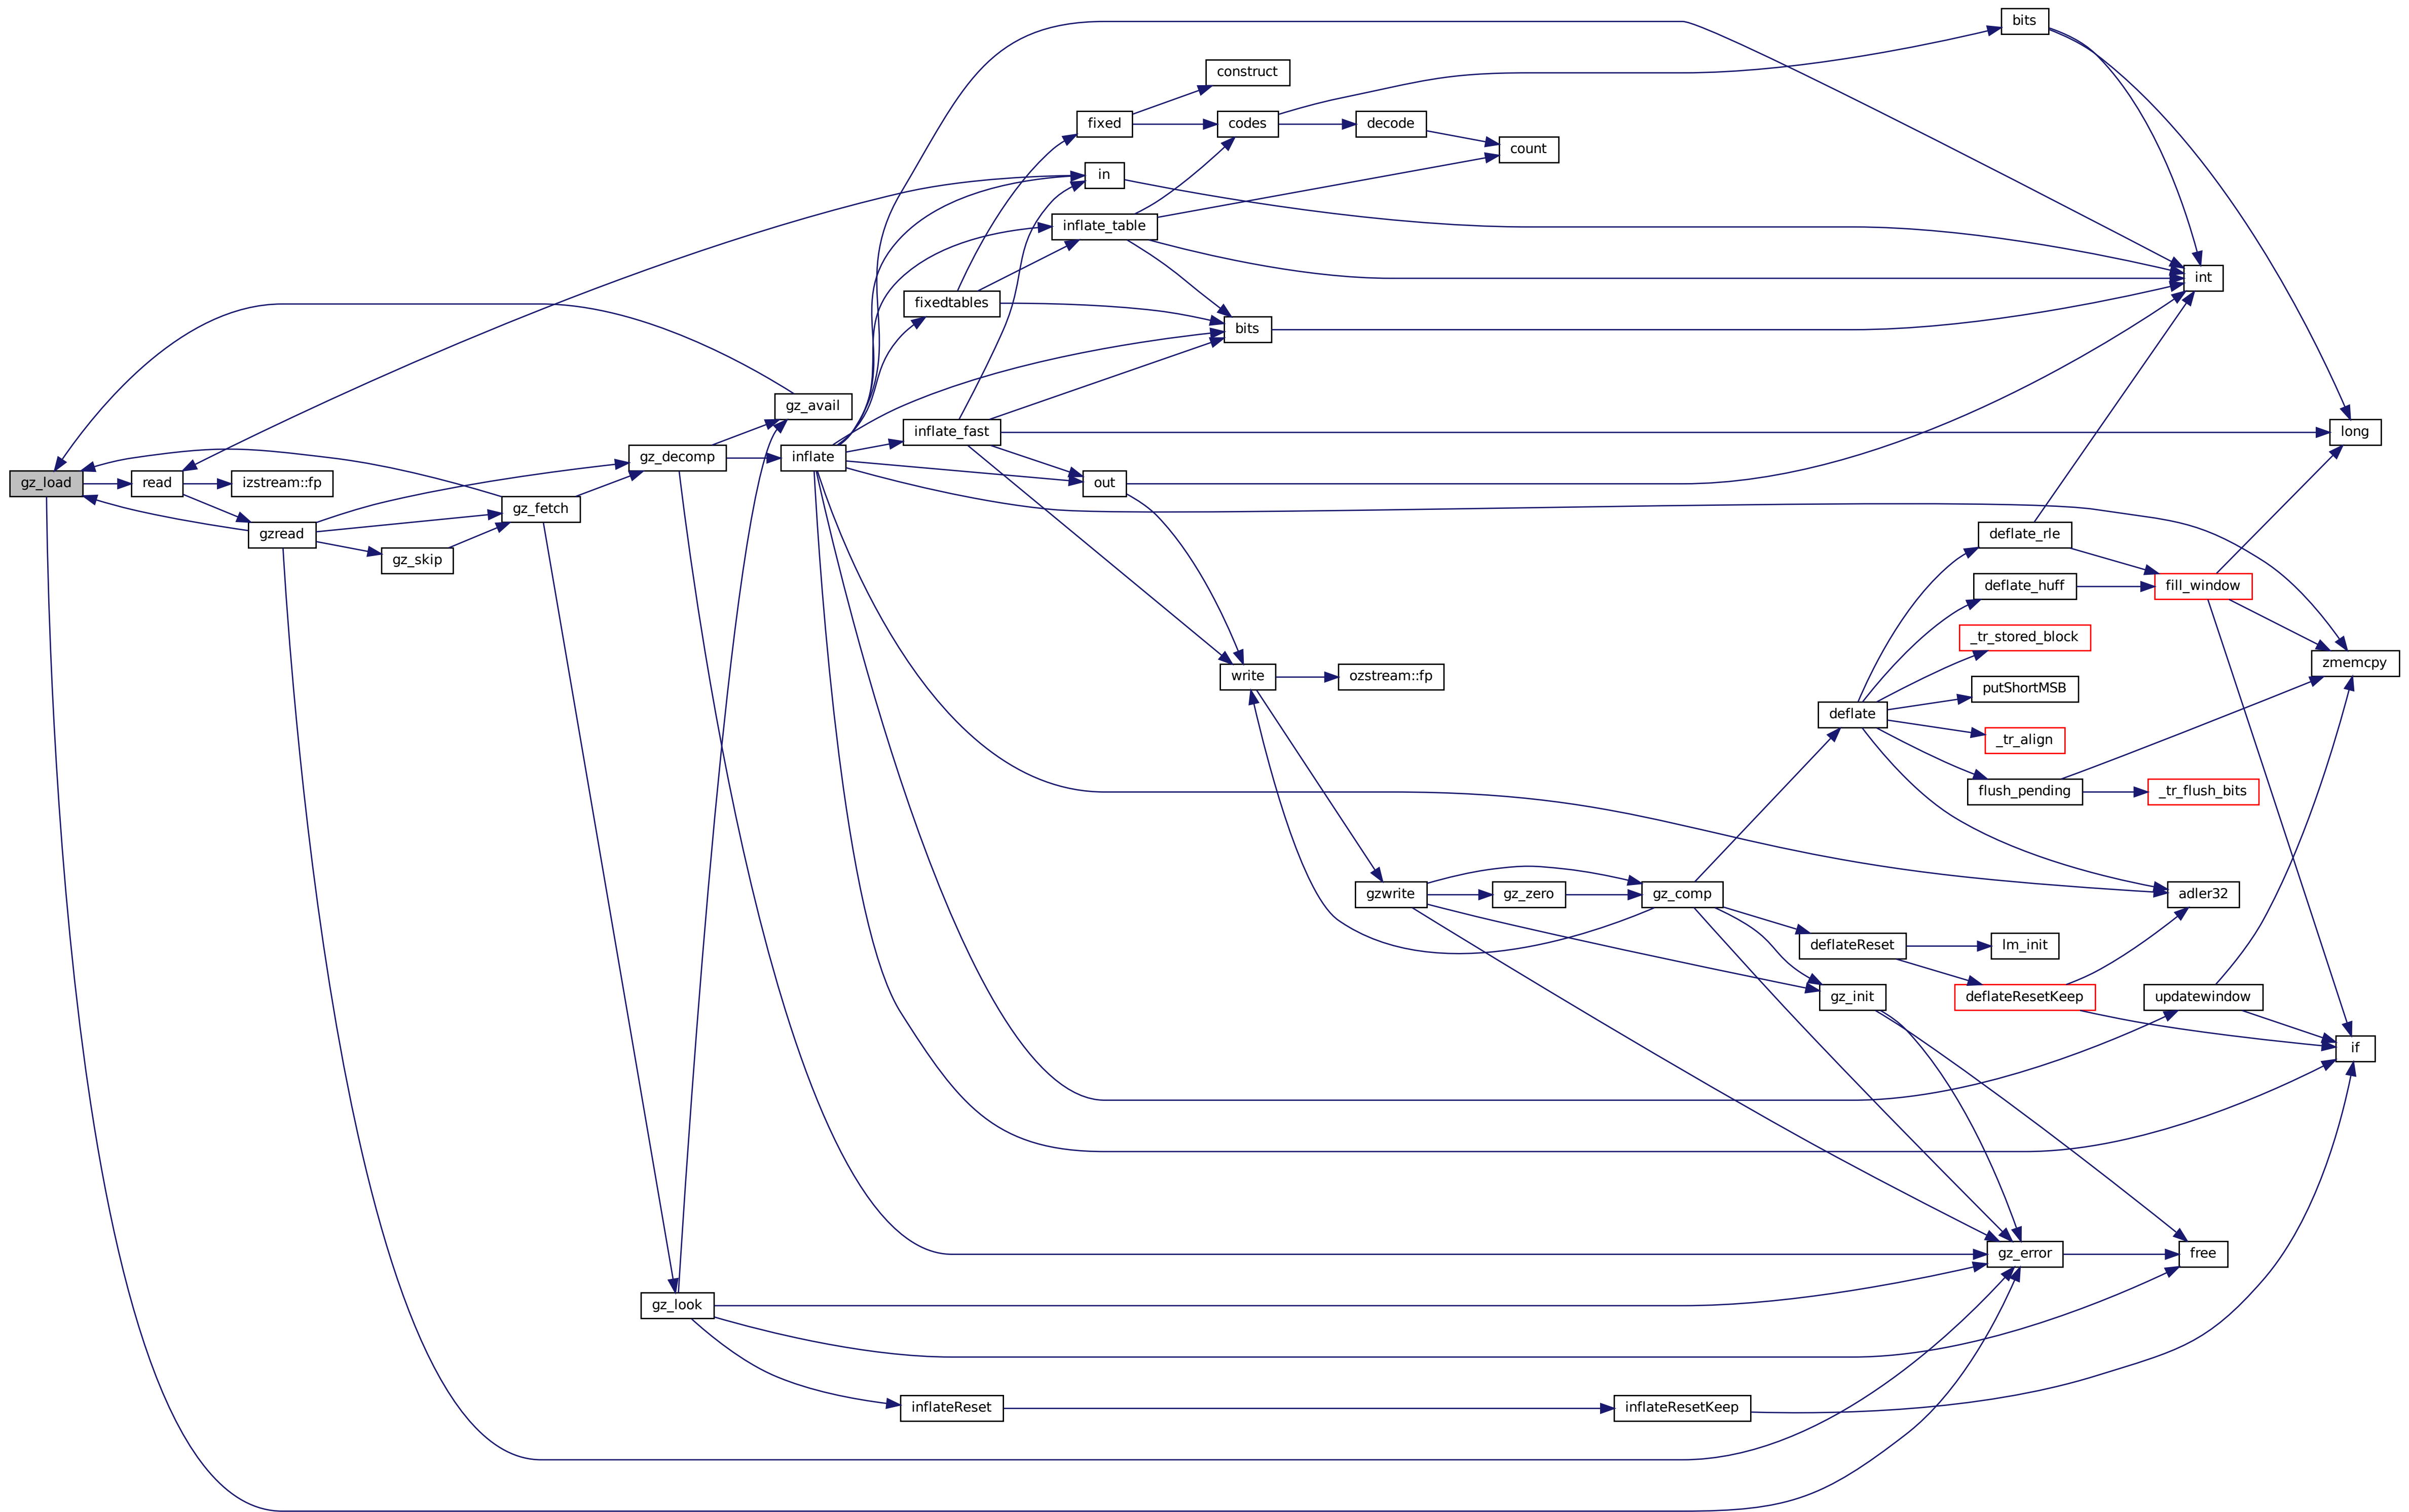 gz_load
read
izstream::fp
gzread
gz_skip
gz_fetch
gz_decomp
gz_look
gz_avail
inflate
fixedtables
inflate_fast
inflateReset
fixed
in
inflate_table
out
construct
codes
bits
write
decode
ozstream::fp
gzwrite
count
gz_zero
gz_comp
inflateResetKeep
deflate
deflateReset
gz_init
bits
deflate_rle
deflate_huff
_tr_stored_block
putShortMSB
_tr_align
flush_pending
lm_init
deflateResetKeep
gz_error
int
fill_window
_tr_flush_bits
adler32
updatewindow
free
long
zmemcpy
if